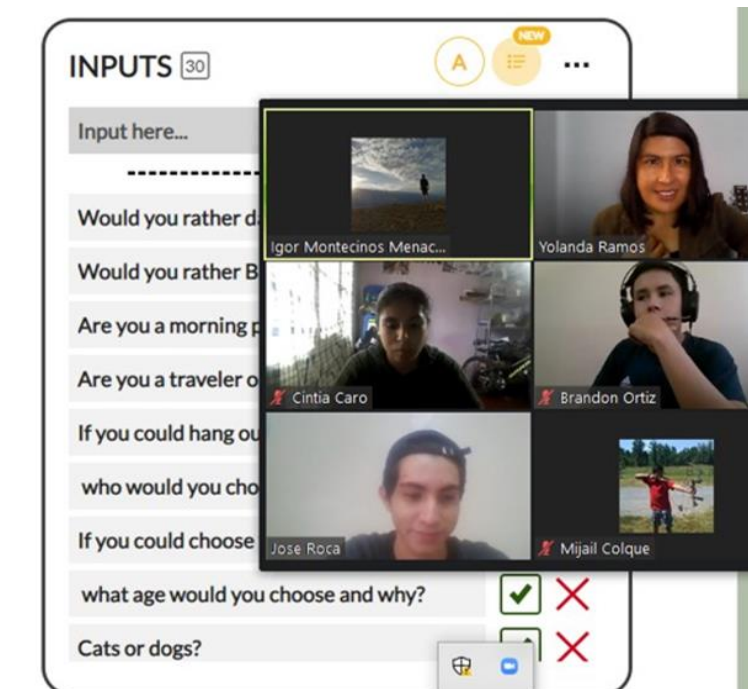 INPUTS 30
A
NEW
Input here...
Would you rather d
Would you rather B
Are you a morning p
Are you a traveler o
If you could hang ou
who would you cho
If you could choose
what age would you choose and why?
Cats or dogs?
Igor Montecinos Menac...
Yolanda Ramos
Cintia Caro
Brandon Ortiz
Jose Roca
Mijail Colque